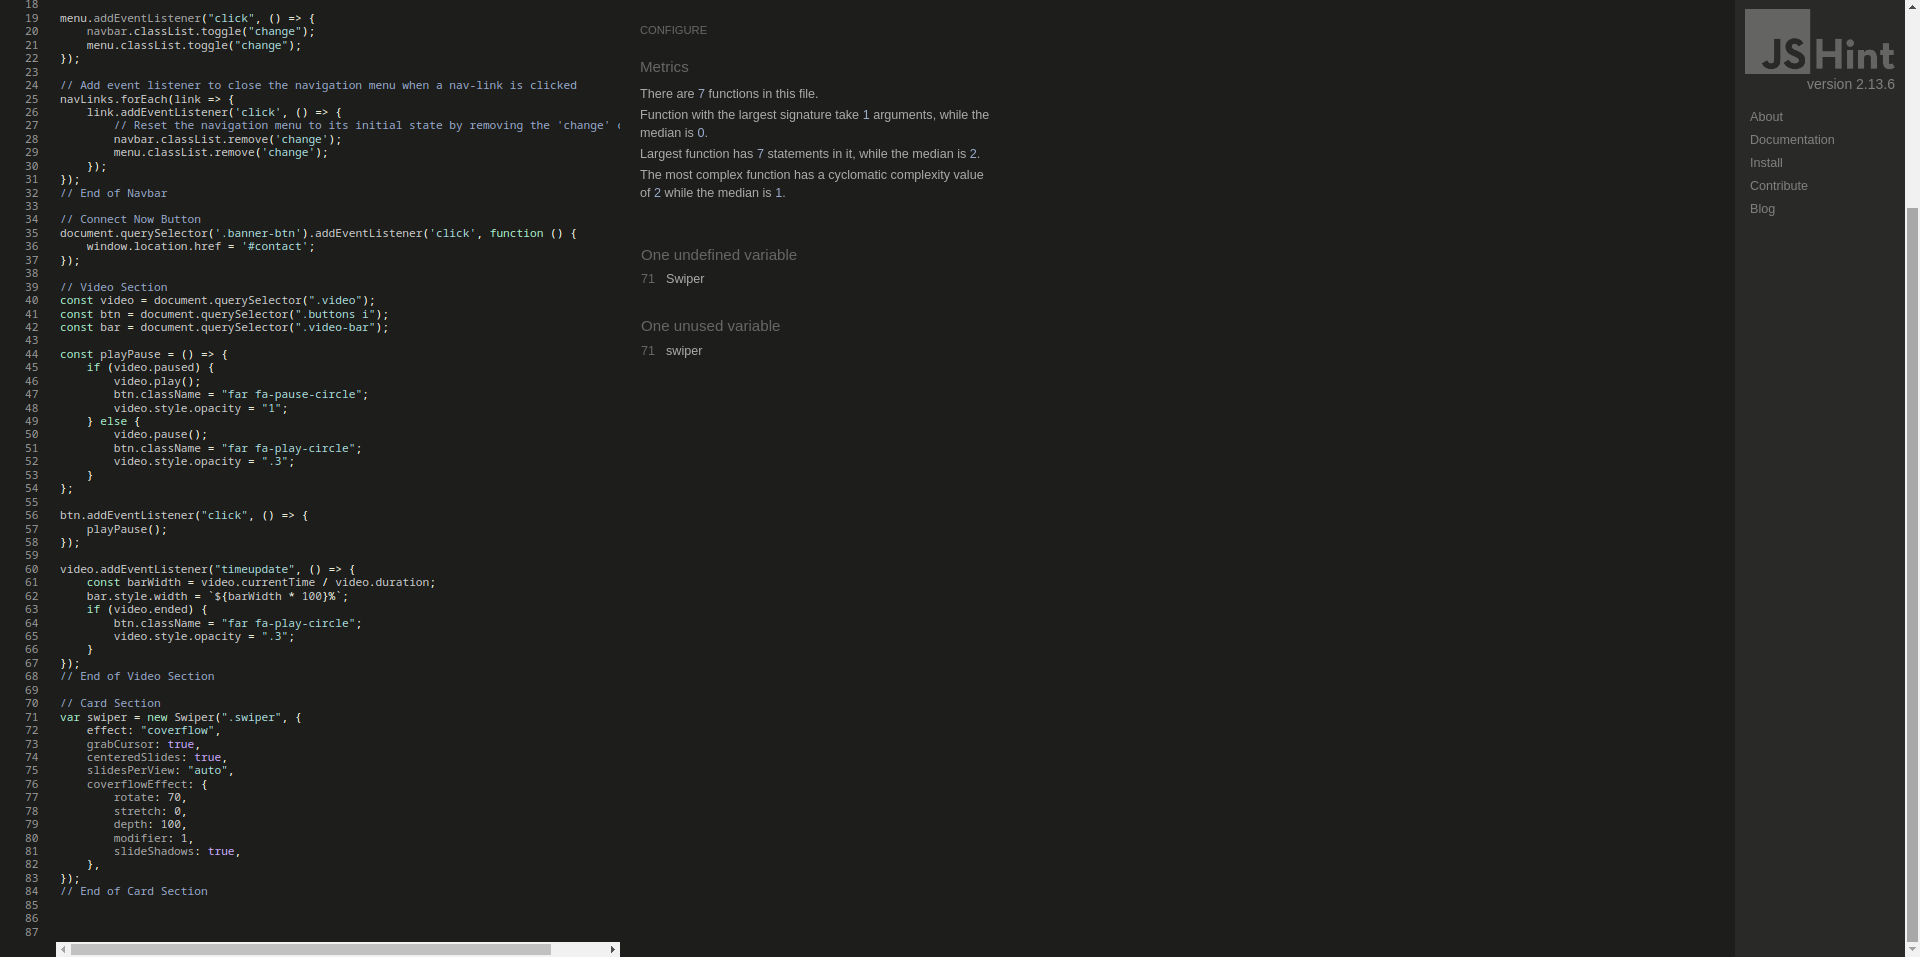 18
19 menu.addEventListener("click", () => {
20     navbar.classList.toggle("change");
21     menu.classList.toggle("change");
22 });
23
24 // Add event listener to close the navigation menu when a nav-link is clicked
25 navLinks.forEach(link => {
26     link.addEventListener('click', () => {
27         // Reset the navigation menu to its initial state by removing the 'change'
28         navbar.classList.remove('change');
29         menu.classList.remove('change');
30     });
31 });
32 // End of Navbar
33
34 // Connect Now Button
35 document.querySelector('.banner-btn').addEventListener('click', function () {
36     window.location.href = '#contact';
37 });
38
39 // Video Section
40 const video = document.querySelector(".video");
41 const btn = document.querySelector(".buttons i");
42 const bar = document.querySelector(".video-bar");
43
44 const playPause = () => {
45     if (video.paused) {
46         video.play();
47         btn.className = "far fa-pause-circle";
48         video.style.opacity = "1";
49     } else {
50         video.pause();
51         btn.className = "far fa-play-circle";
52         video.style.opacity = ".3";
53     }
54 };
55
56 btn.addEventListener("click", () => {
57     playPause();
58 });
59
60 video.addEventListener("timeupdate", () => {
61     const barWidth = video.currentTime / video.duration;
62     bar.style.width = `${barWidth * 100}%`;
63     if (video.ended) {
64         btn.className = "far fa-play-circle";
65         video.style.opacity = ".3";
66     }
67 });
68 // End of Video Section
69
70 // Card Section
71 var swiper = new Swiper(".swiper", {
72     effect: "coverflow",
73     grabCursor: true,
74     centeredSlides: true,
75     slidesPerView: "auto",
76     coverflowEffect: {
77         rotate: 70,
78         stretch: 0,
79         depth: 100,
80         modifier: 1,
81         slideShadows: true,
82     },
83 });
84 // End of Card Section
85
86
87
CONFIGURE
Metrics
There are 7 functions in this file.
Function with the largest signature take 1 arguments, while the
median is 0.
Largest function has 7 statements in it, while the median is 2.
The most complex function has a cyclomatic complexity value
of 2 while the median is 1.
One undefined variable
71 Swiper
One unused variable
71 swiper
JSHint
version 2.13.6
About
Documentation
Install
Contribute
Blog